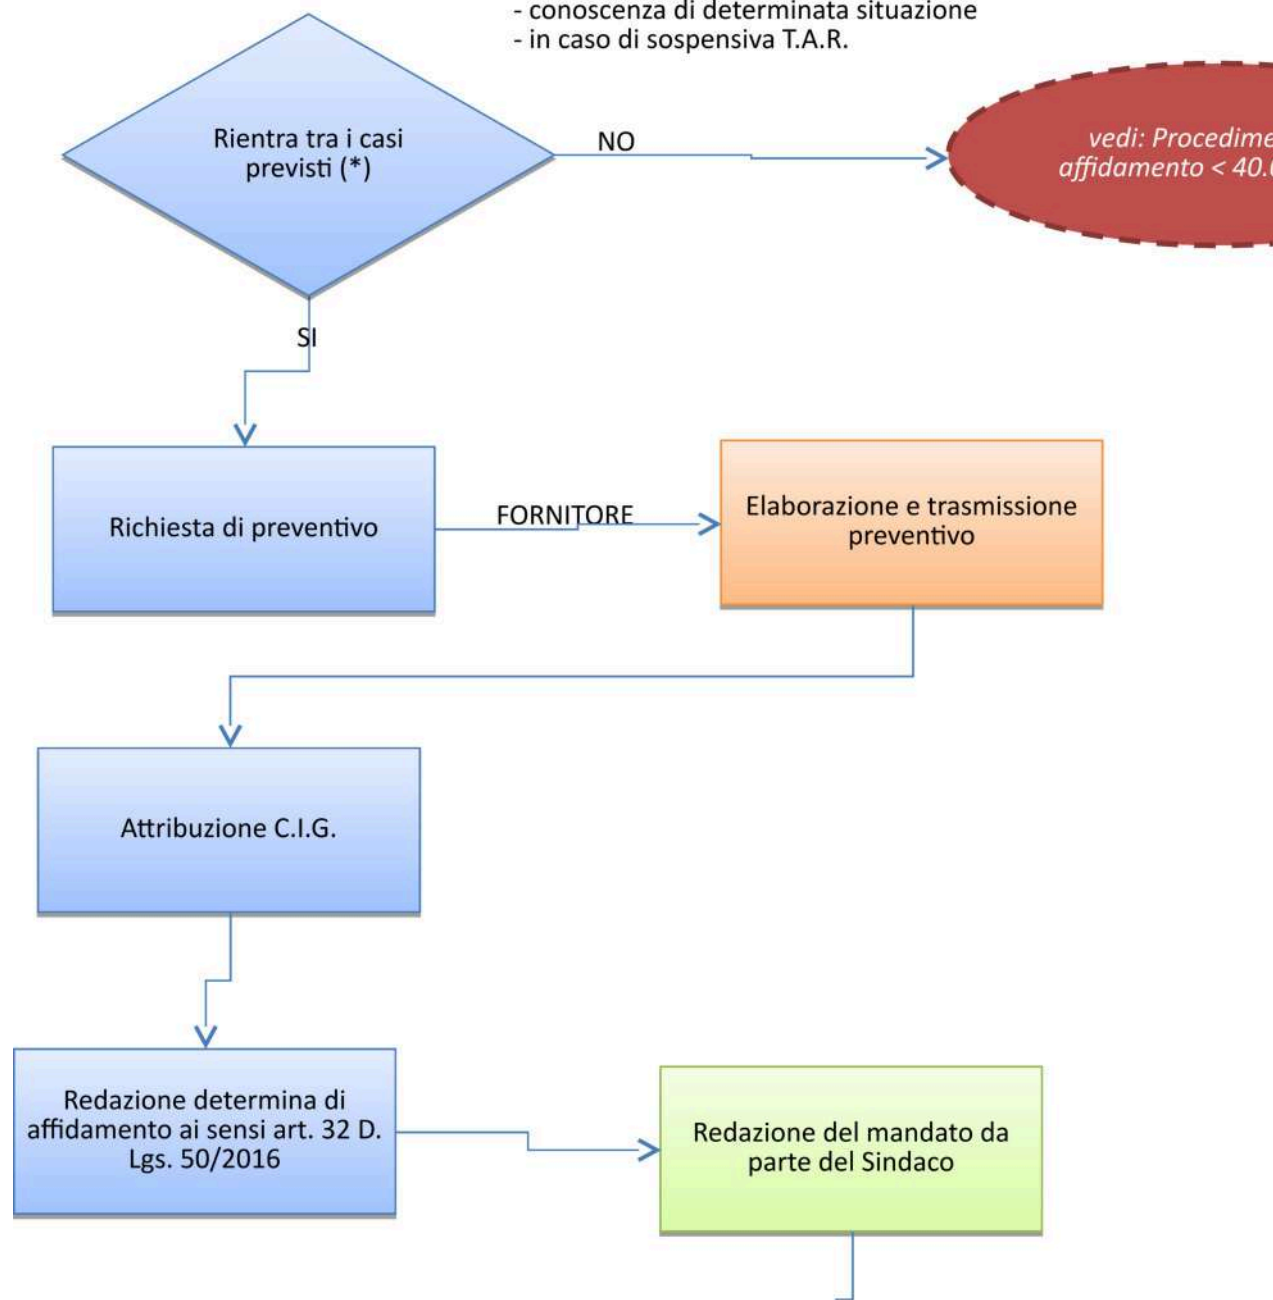 - conoscenza di determinata situazione
- in caso di sospensiva T.A.R.
Rientra tra i casi
previsti (*)
NO
vedi:
affidamento < 40.
SI
Richiesta di preventivo
FORNITORE
Elaborazione e trasmissione
preventivo
Attribuzione C.I.G.
Redazione determina di
affidamento ai sensi art. 32 D.
Lgs. 50/2016
Redazione del mandato da
parte del Sindaco